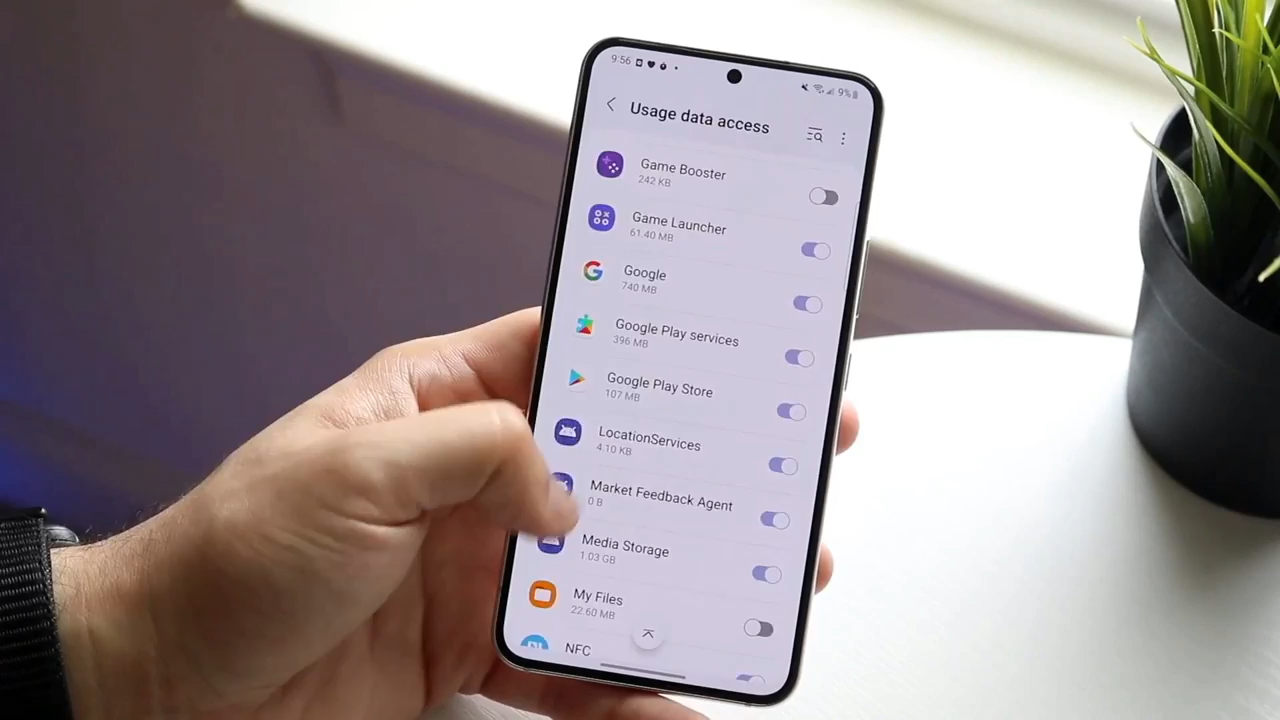 9:56
9%
Usage data access
Game Booster
242 KB
Game Launcher
61.40 MB
Google
740 MB
Google Play services
396 MB
Google Play Store
107 MB
LocationServices
4.10 KB
Market Feedback Agent
0 B
Media Storage
1.03 GB
My Files
22.60 MB
NFC